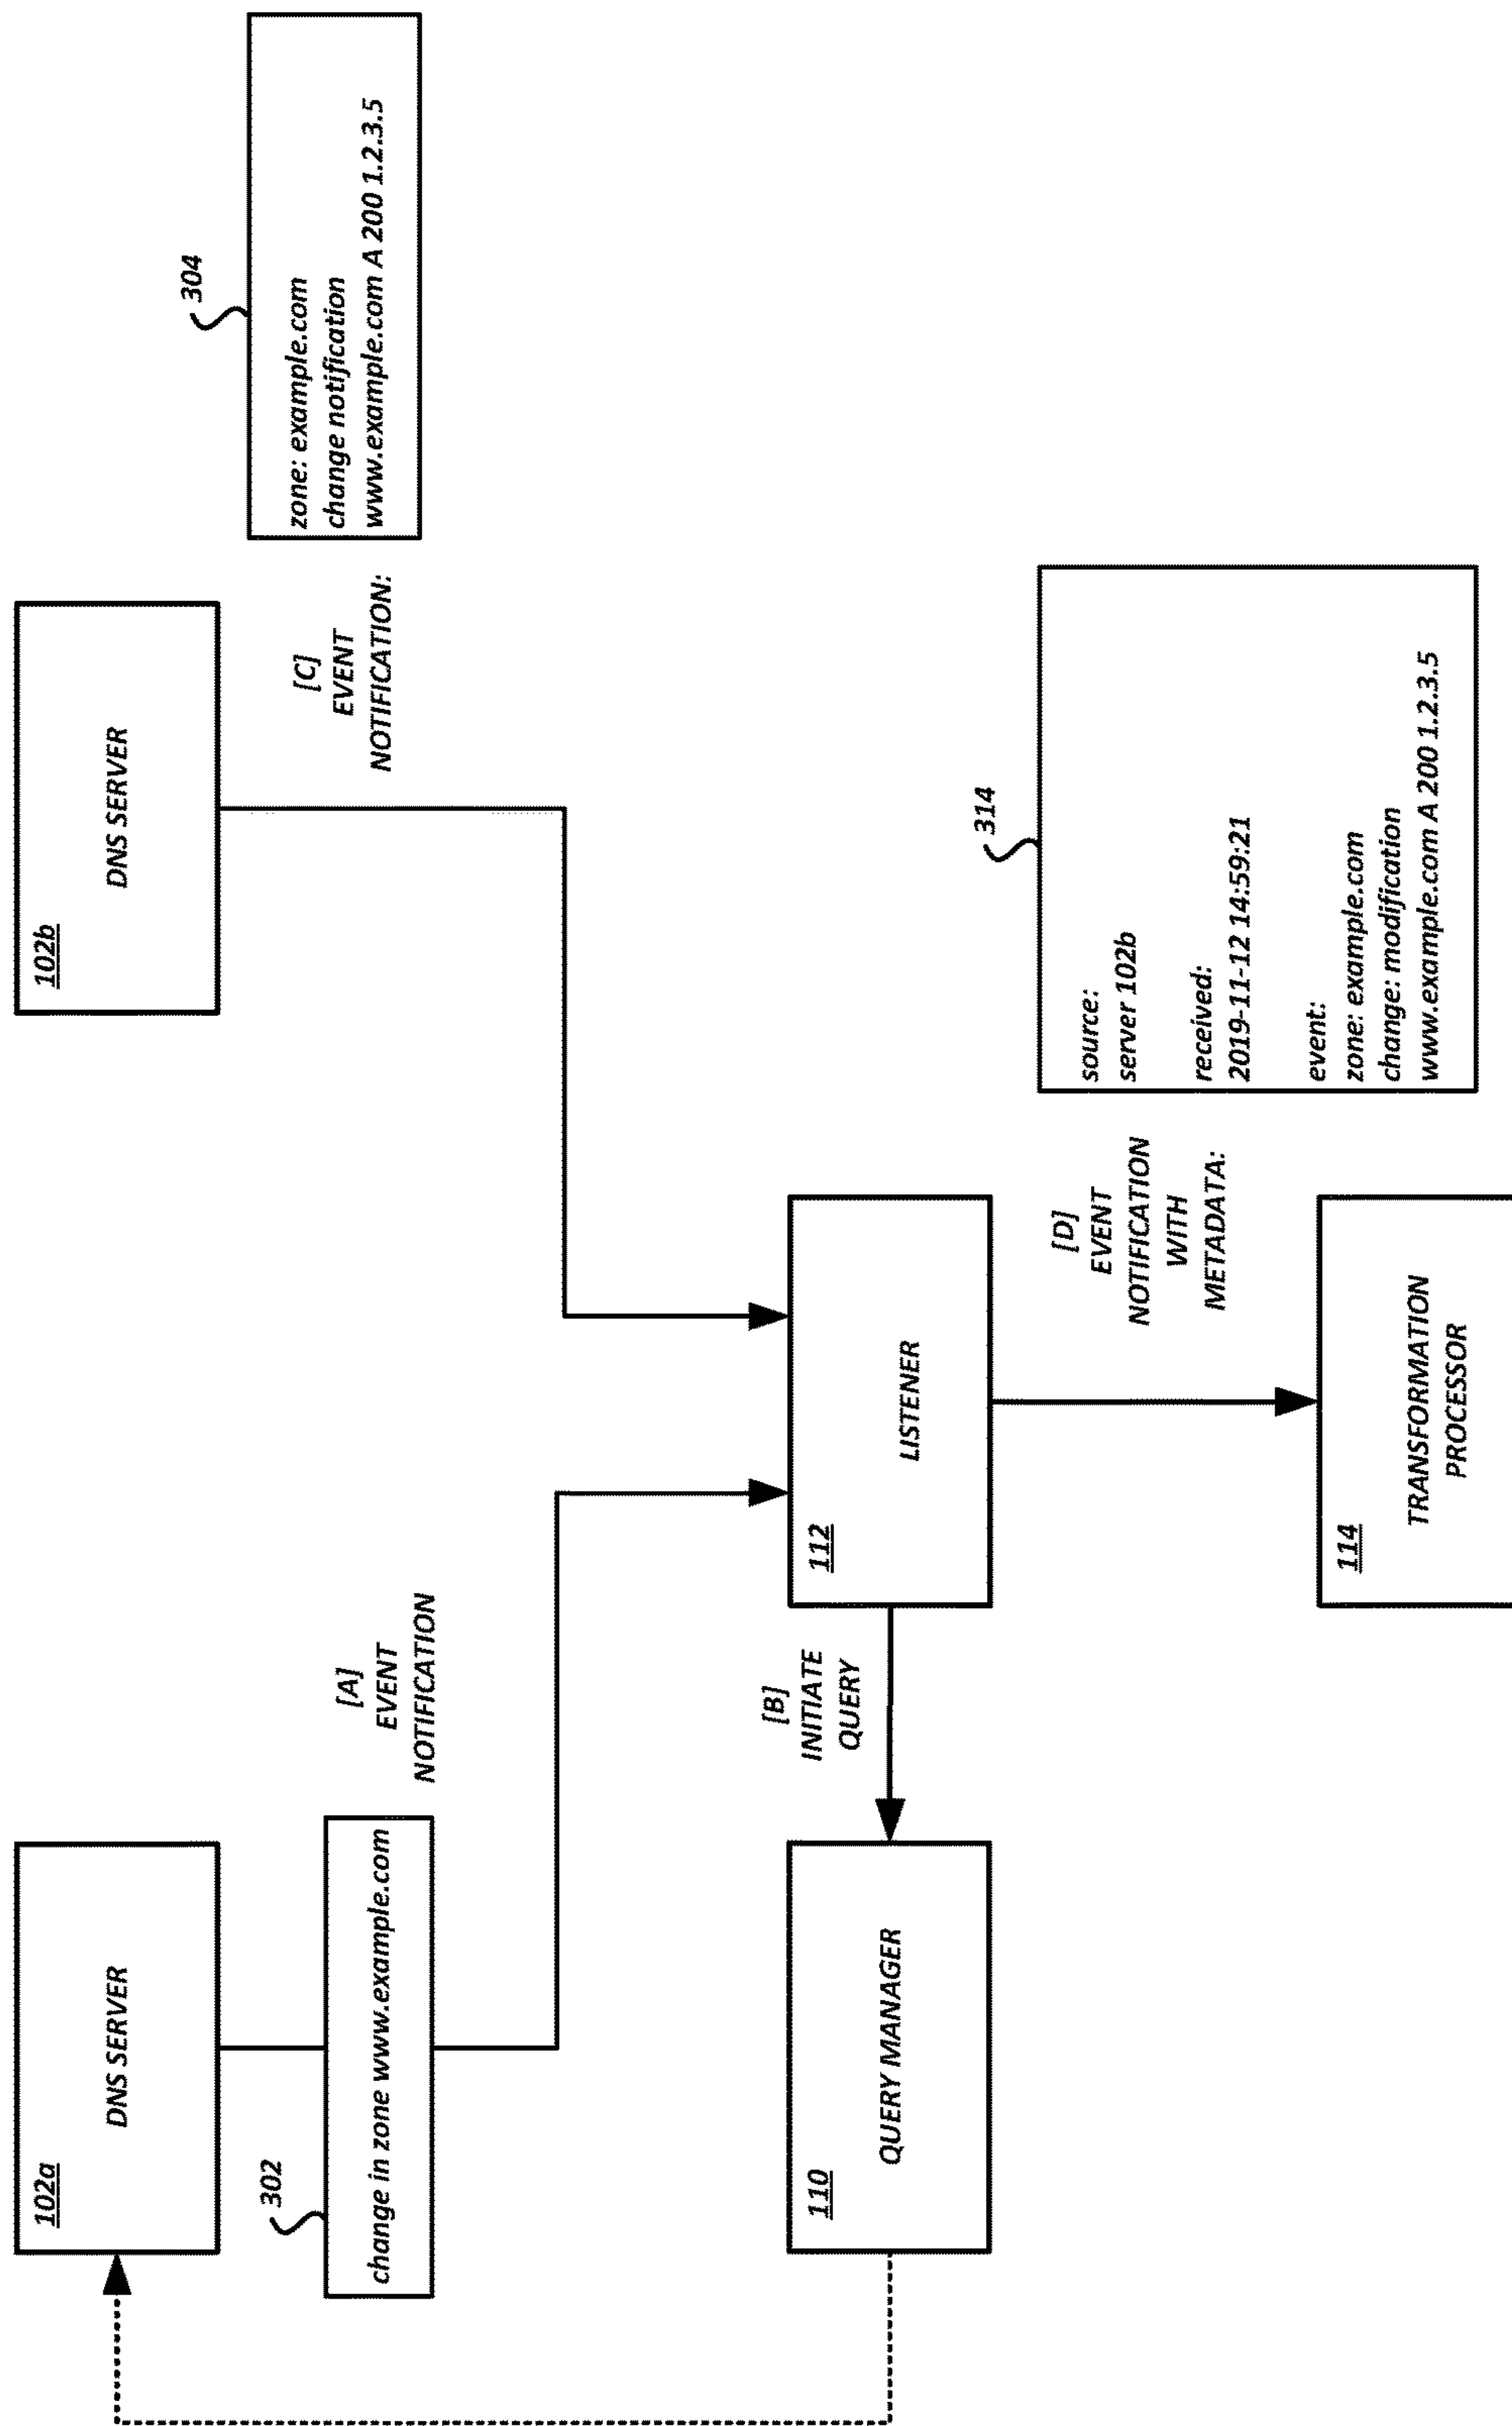 102a
DNS SERVER
302
change in zone www.example.com
[A]
EVENT
NOTIFICATION
102b
DNS SERVER
[C]
EVENT
NOTIFICATION:
304
zone: example.com
change notification
www.example.com A 200 1.2.3.5
110
QUERY MANAGER
[B]
INITIATE
QUERY
112
LISTENER
[D]
EVENT
NOTIFICATION
WITH
METADATA:
314
source:
server 102b
received:
2019-11-12 14:59:21
event:
zone: example.com
change: modification
www.example.com A 200 1.2.3.5
114
TRANSFORMATION
PROCESSOR